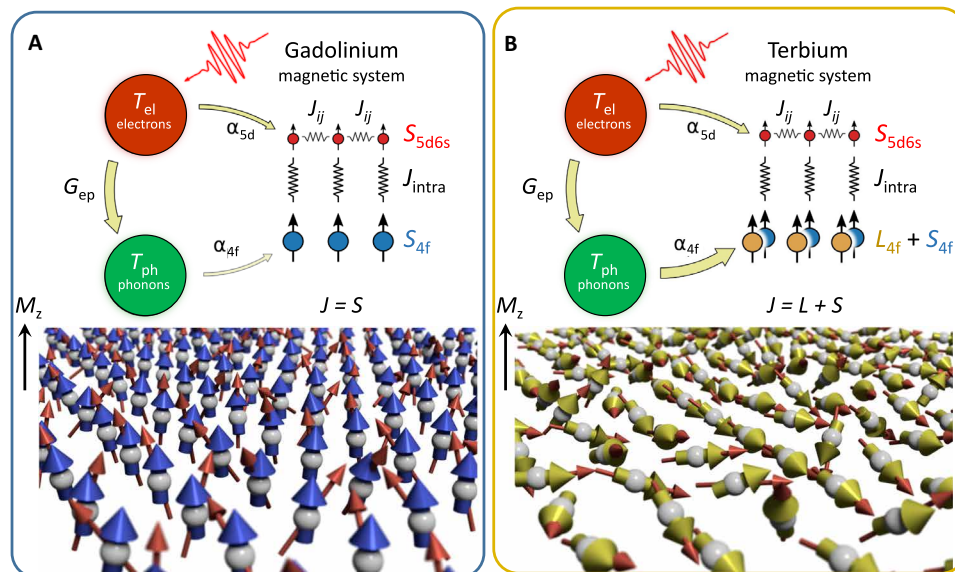 A
Gadolinium
magnetic system
T_el
electrons
α_5d
J_ij J_ij
S_5d6s
G_ep
J_intra
T_ph
phonons
α_4f
S_4f
M_z
J = S
B
Terbium
magnetic system
T_el
electrons
α_5d
J_ij J_ij
S_5d6s
G_ep
J_intra
T_ph
phonons
α_4f
L_4f + S_4f
M_z
J = L + S